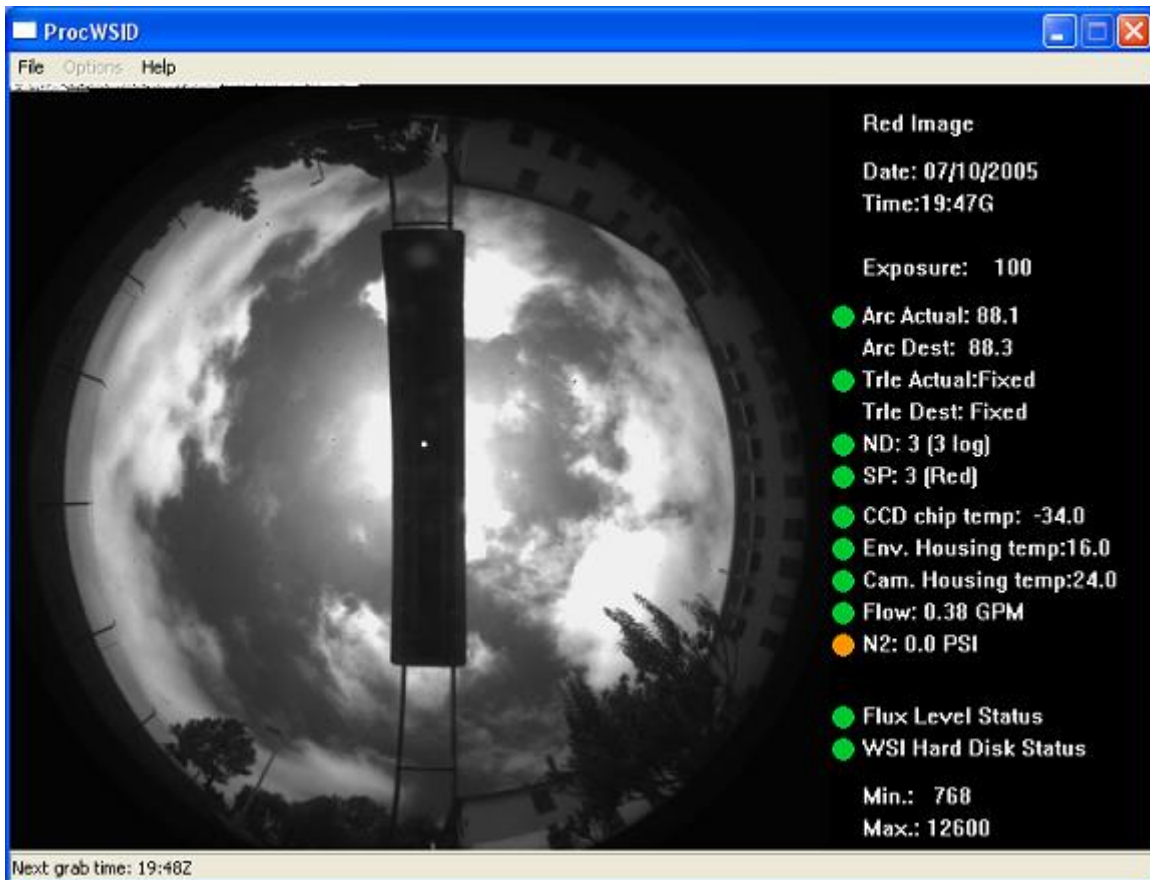 ProcWSID
File Options Help
Red Image
Date: 07/10/2005
Time:19:47G
Exposure: 100
Arc Actual: 88.1
Arc Dest: 88.3
Trle Actual:Fixed
Trle Dest: Fixed
ND: 3 (3 log)
SP: 3 (Red)
CCD chip temp: -34.0
Env. Housing temp:16.0
Cam. Housing temp:24.0
Flow: 0.38 GPM
N2: 0.0 PSI
Flux Level Status
WSI Hard Disk Status
Min.: 768
Max.: 12600
Next grab time: 19:48Z